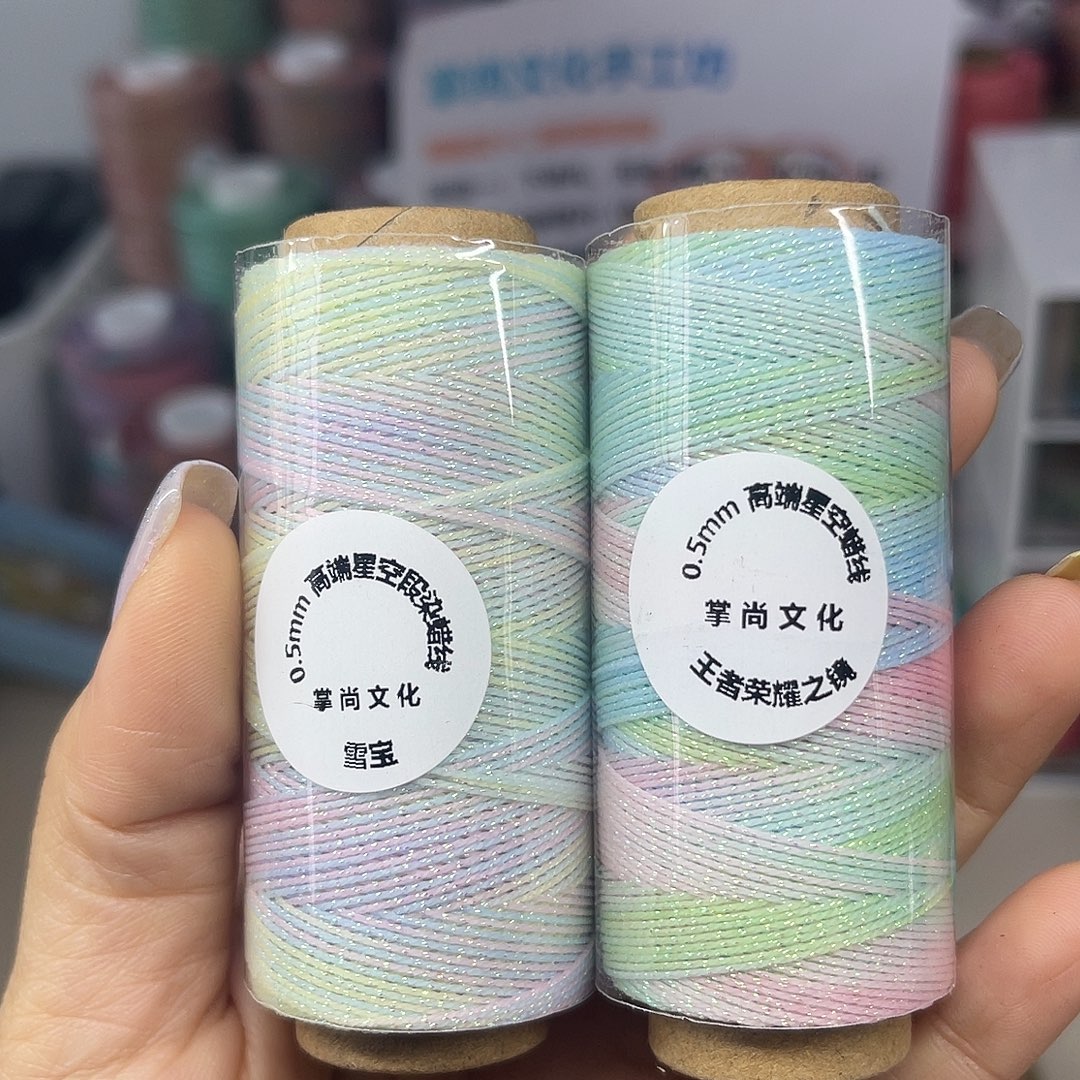 0.5mm 高端星空段染蜡线
掌尚文化
雪宝
0.5mm 高端星空蜡线
掌尚文化
王者荣耀之镜